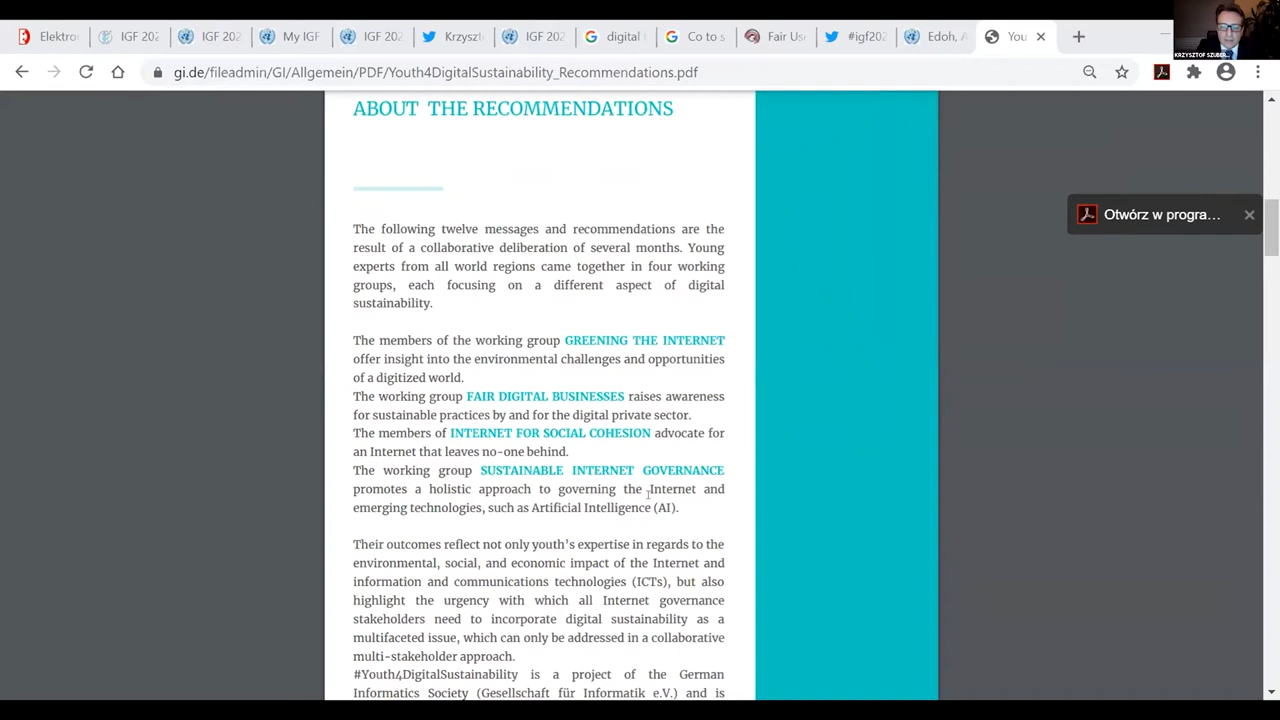 Elektro
IGF 202
IGF 202
My IGF
IGF 202
Krzyszt
IGF 202
digital
Co to s
Fair Us
#igf202
Edoh, A
You
KRZYSZTOF SZUBER...
gi.de/fileadmin/GI/Allgemein/PDF/Youth4DigitalSustainability_Recommendations.pdf
ABOUT THE RECOMMENDATIONS
Otwórz w progra...
The following twelve messages and recommendations are the
result of a collaborative deliberation of several months. Young
experts from all world regions came together in four working
groups, each focusing on a different aspect of digital
sustainability.
The members of the working group GREENING THE INTERNET
offer insight into the environmental challenges and opportunities
of a digitized world.
The working group FAIR DIGITAL BUSINESSES raises awareness
for sustainable practices by and for the digital private sector.
The members of INTERNET FOR SOCIAL COHESION advocate for
an Internet that leaves no-one behind.
The working group SUSTAINABLE INTERNET GOVERNANCE
promotes a holistic approach to governing the Internet and
emerging technologies, such as Artificial Intelligence (AI).
Their outcomes reflect not only youth's expertise in regards to the
environmental, social, and economic impact of the Internet and
information and communications technologies (ICTs), but also
highlight the urgency with which all Internet governance
stakeholders need to incorporate digital sustainability as a
multifaceted issue, which can only be addressed in a collaborative
multi-stakeholder approach.
#Youth4DigitalSustainability is a project of the German
Informatics Society (Gesellschaft für Informatik e.V.) and is